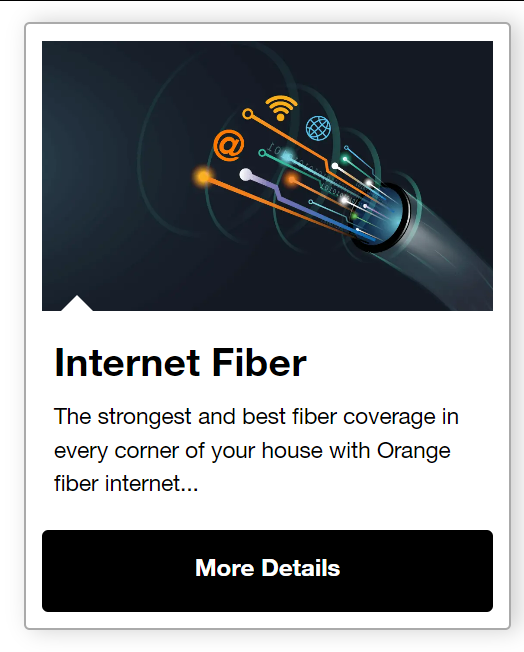 @
Internet Fiber
The strongest and best fiber coverage in
every corner of your house with Orange
fiber internet...
More Details